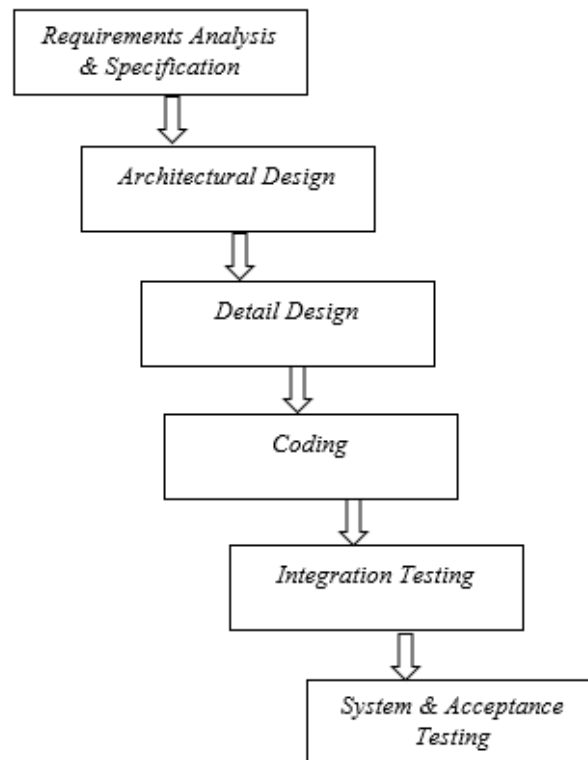 Requirements Analysis
& Specification
Architectural Design
Detail Design
Coding
Integration Testing
System & Acceptance
Testing